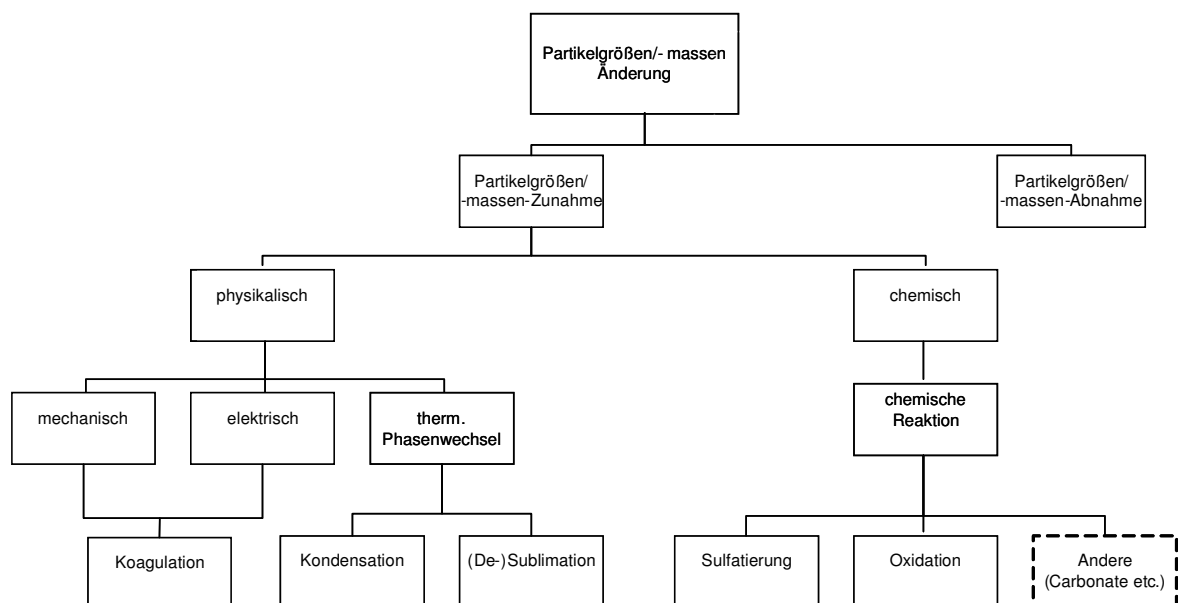 Partikelgrößen/- massen
Änderung
Partikelgrößen/
-massen-Zunahme
Partikelgrößen/
-massen-Abnahme
physikalisch
chemisch
mechanisch
elektrisch
therm.
Phasenwechsel
chemische
Reaktion
Koagulation
Kondensation
(De-)Sublimation
Sulfatierung
Oxidation
Andere
(Carbonate etc.)